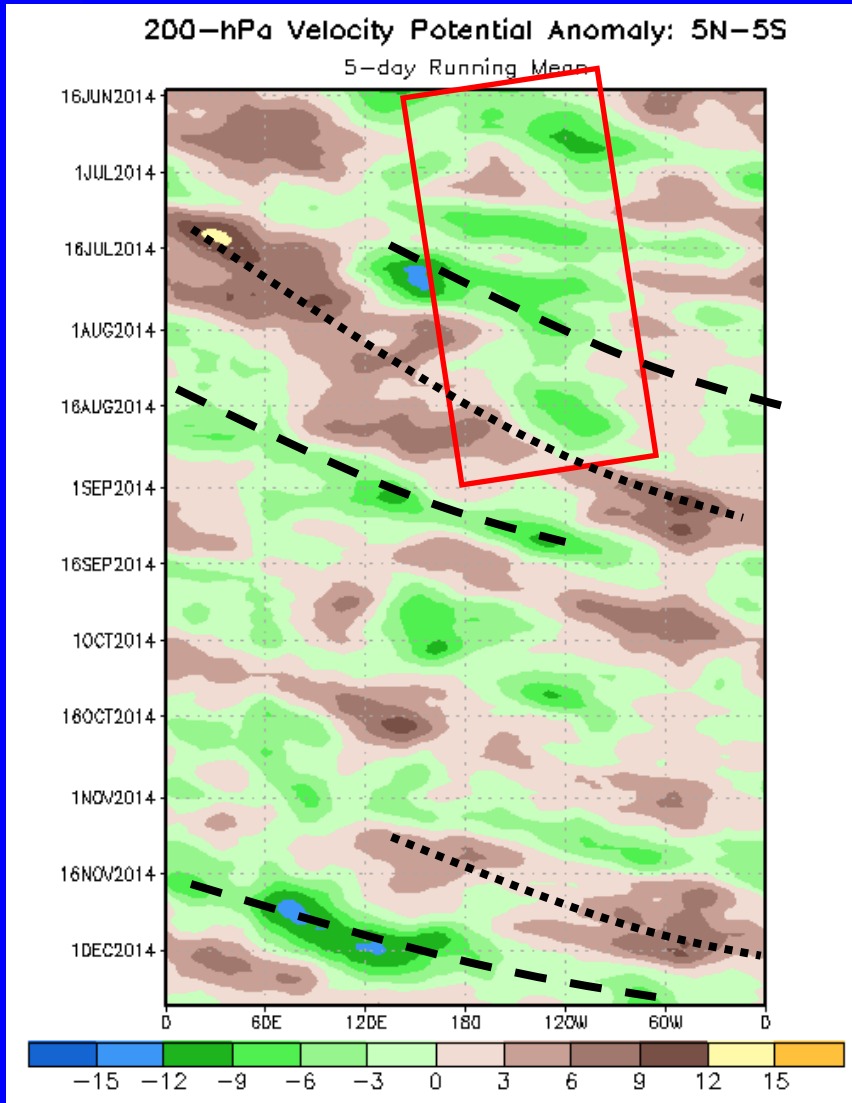 200-hPa Velocity Potential Anomaly: 5N-5S
5-day Running Mean
16JUN2014
1JUL2014
16JUL2014
1AUG2014
16AUG2014
1SEP2014
16SEP2014
1OCT2014
16OCT2014
1NOV2014
16NOV2014
1DEC2014
0 60E 120E 180 120W 60W 0
-15 -12 -9 -6 -3 0 3 6 9 12 15